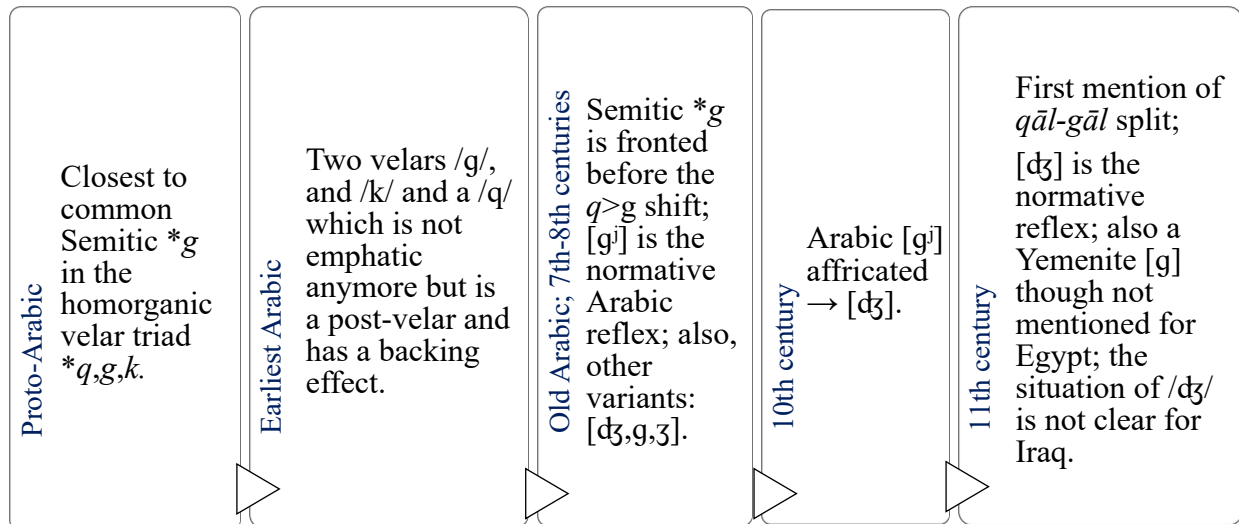 Proto-Arabic
Closest to
common
Semitic *g
in the
homorganic
velar triad
*q,g,k.
Earliest Arabic
Two velars /ɡ/,
and /k/ and a /q/
which is not
emphatic
anymore but is
a post-velar and
has a backing
effect.
Old Arabic; 7th-8th centuries
Semitic *g
is fronted
before the
q>g shift;
[ɡʲ] is the
normative
Arabic
reflex; also,
other
variants:
[ʤ,ɡ,ʒ].
10th century
Arabic [ɡʲ]
affricated
→ [ʤ].
11th century
First mention of
qāl-gāl split;
[ʤ] is the
normative
reflex; also a
Yemenite [ɡ]
though not
mentioned for
Egypt; the
situation of /ʤ/
is not clear for
Iraq.